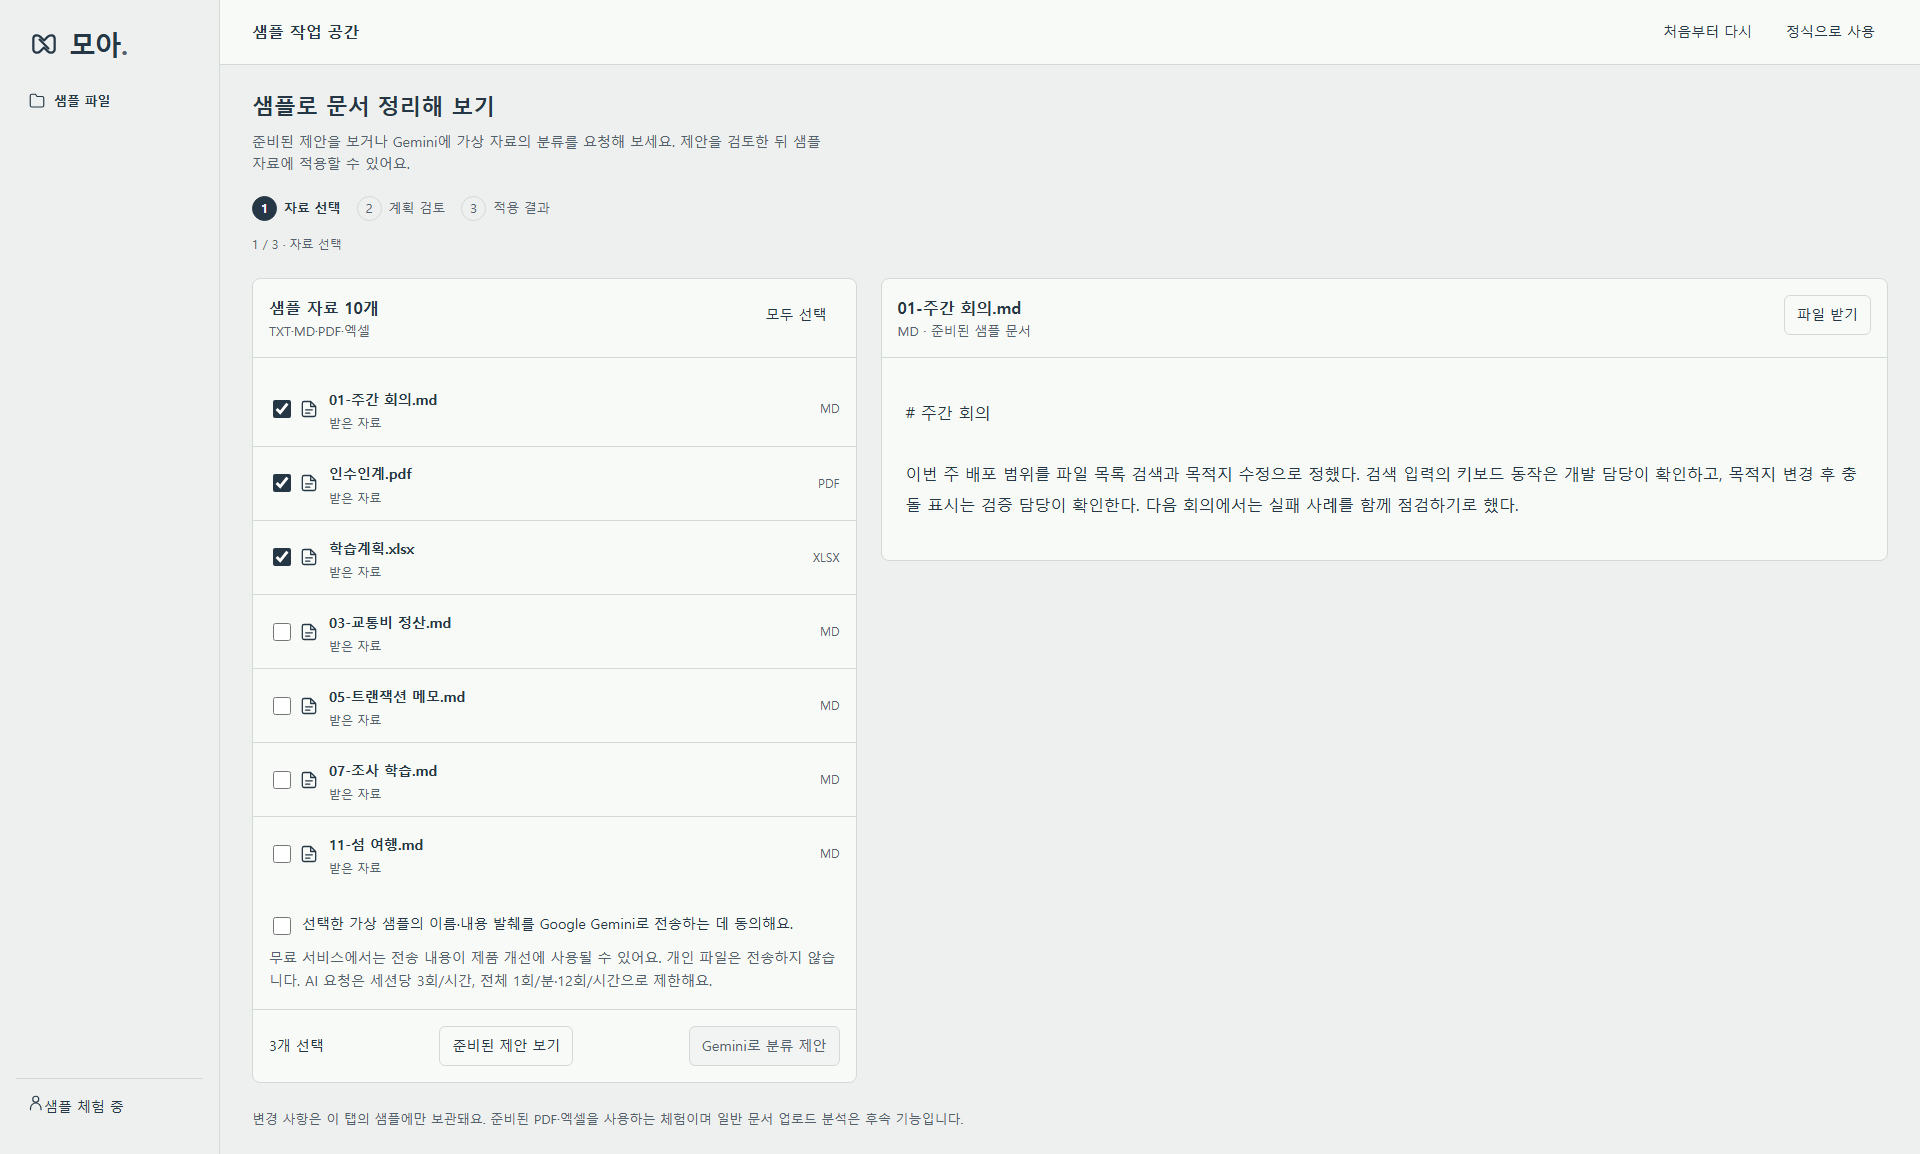 모아.
샘플 파일
샘플 체험 중
샘플 작업 공간
처음부터 다시
정식으로 사용
샘플로 문서 정리해 보기
준비된 제안을 보거나 Gemini에 가상 자료의 분류를 요청해 보세요. 제안을 검토한 뒤 샘플
자료에 적용할 수 있어요.
1 자료 선택
2 계획 검토
3 적용 결과
1 / 3 · 자료 선택
샘플 자료 10개
TXT·MD·PDF·엑셀
모두 선택
01-주간 회의.md
받은 자료
MD
인수인계.pdf
받은 자료
PDF
학습계획.xlsx
받은 자료
XLSX
03-교통비 정산.md
받은 자료
MD
05-트랜잭션 메모.md
받은 자료
MD
07-조사 학습.md
받은 자료
MD
11-섬 여행.md
받은 자료
MD
선택한 가상 샘플의 이름·내용 발췌를 Google Gemini로 전송하는 데 동의해요.
무료 서비스에서는 전송 내용이 제품 개선에 사용될 수 있어요. 개인 파일은 전송하지 않습
니다. AI 요청은 세션당 3회/시간, 전체 1회/분·12회/시간으로 제한해요.
3개 선택
준비된 제안 보기
Gemini로 분류 제안
01-주간 회의.md
MD · 준비된 샘플 문서
파일 받기
# 주간 회의
이번 주 배포 범위를 파일 목록 검색과 목적지 수정으로 정했다. 검색 입력의 키보드 동작은 개발 담당이 확인하고, 목적지 변경 후 충
돌 표시는 검증 담당이 확인한다. 다음 회의에서는 실패 사례를 함께 점검하기로 했다.
변경 사항은 이 탭의 샘플에만 보관돼요. 준비된 PDF·엑셀을 사용하는 체험이며 일반 문서 업로드 분석은 후속 기능입니다.